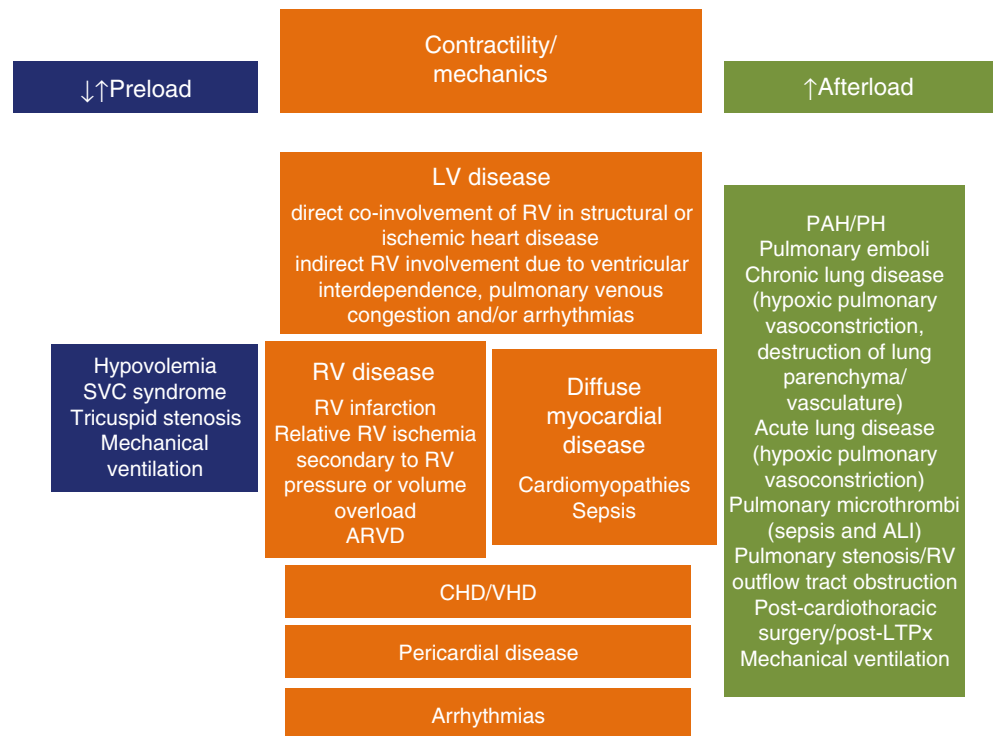 ↓↑Preload
Contractility/
mechanics
↑Afterload
LV disease
direct co-involvement of RV in structural or
ischemic heart disease
indirect RV involvement due to ventricular
interdependence, pulmonary venous
congestion and/or arrhythmias
Hypovolemia
SVC syndrome
Tricuspid stenosis
Mechanical
ventilation
RV disease
RV infarction
Relative RV ischemia
secondary to RV
pressure or volume
overload
ARVD
Diffuse
myocardial
disease
Cardiomyopathies
Sepsis
CHD/VHD
Pericardial disease
Arrhythmias
PAH/PH
Pulmonary emboli
Chronic lung disease
(hypoxic pulmonary
vasoconstriction,
destruction of lung
parenchyma/
vasculature)
Acute lung disease
(hypoxic pulmonary
vasoconstriction)
Pulmonary microthrombi
(sepsis and ALI)
Pulmonary stenosis/RV
outflow tract obstruction
Post-cardiothoracic
surgery/post-LTPx
Mechanical ventilation